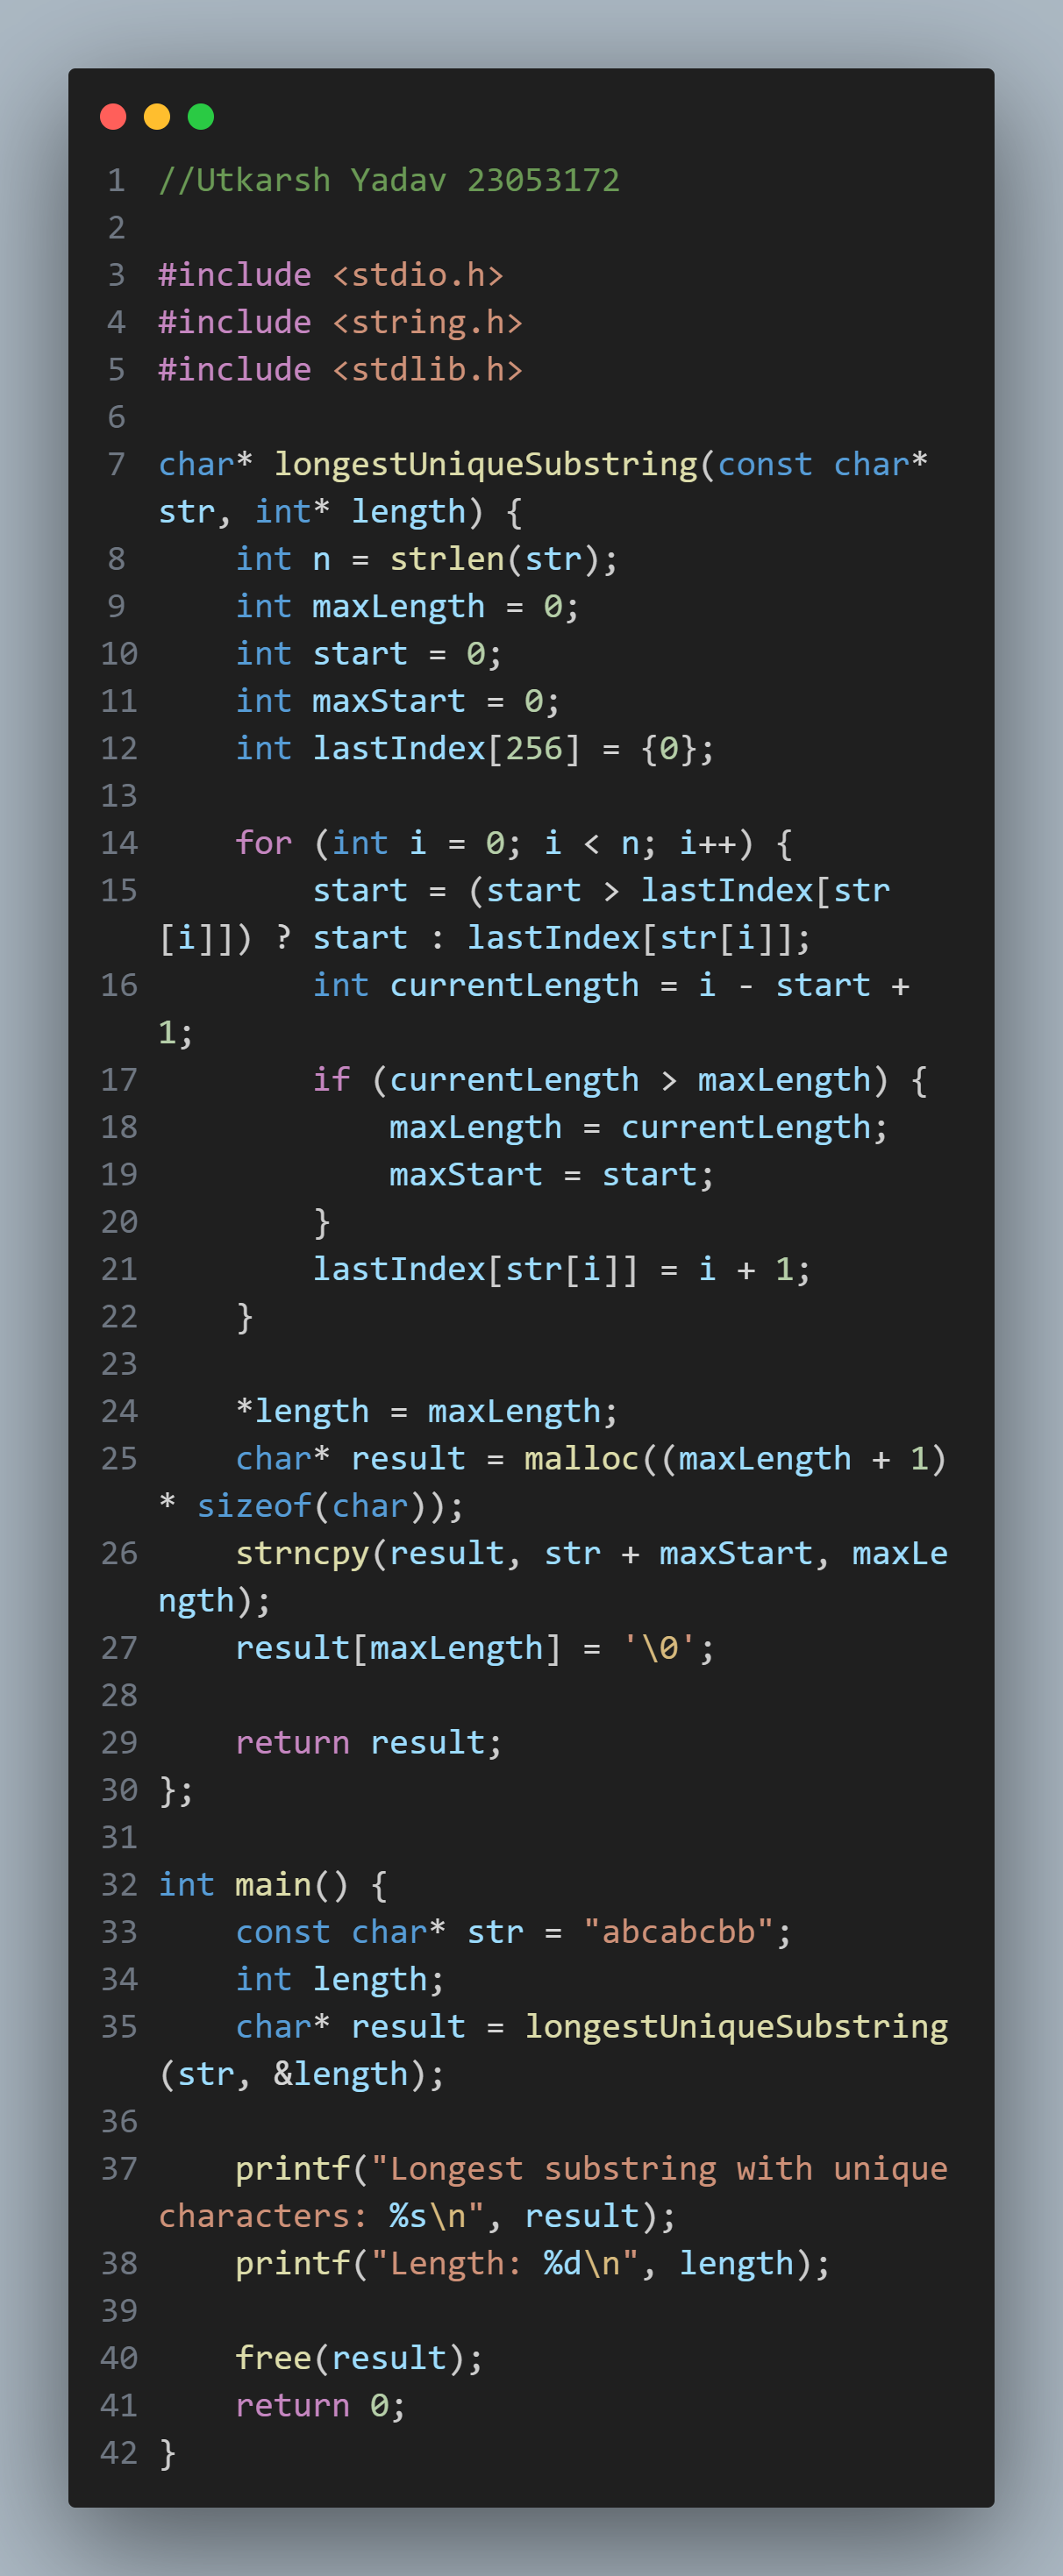 1 //Utkarsh Yadav 23053172
2
3 #include <stdio.h>
4 #include <string.h>
5 #include <stdlib.h>
6
7 char* longestUniqueSubstring(const char*
str, int* length) {
8     int n = strlen(str);
9     int maxLength = 0;
10     int start = 0;
11     int maxStart = 0;
12     int lastIndex[256] = {0};
13
14     for (int i = 0; i < n; i++) {
15         start = (start > lastIndex[str
[i]]) ? start : lastIndex[str[i]];
16         int currentLength = i - start +
1;
17         if (currentLength > maxLength) {
18             maxLength = currentLength;
19             maxStart = start;
20         }
21         lastIndex[str[i]] = i + 1;
22     }
23
24     *length = maxLength;
25     char* result = malloc((maxLength + 1)
* sizeof(char));
26     strncpy(result, str + maxStart, maxLe
ngth);
27     result[maxLength] = '\0';
28
29     return result;
30 };
31
32 int main() {
33     const char* str = "abcabcbb";
34     int length;
35     char* result = longestUniqueSubstring
(str, &length);
36
37     printf("Longest substring with unique
characters: %s\n", result);
38     printf("Length: %d\n", length);
39
40     free(result);
41     return 0;
42 }